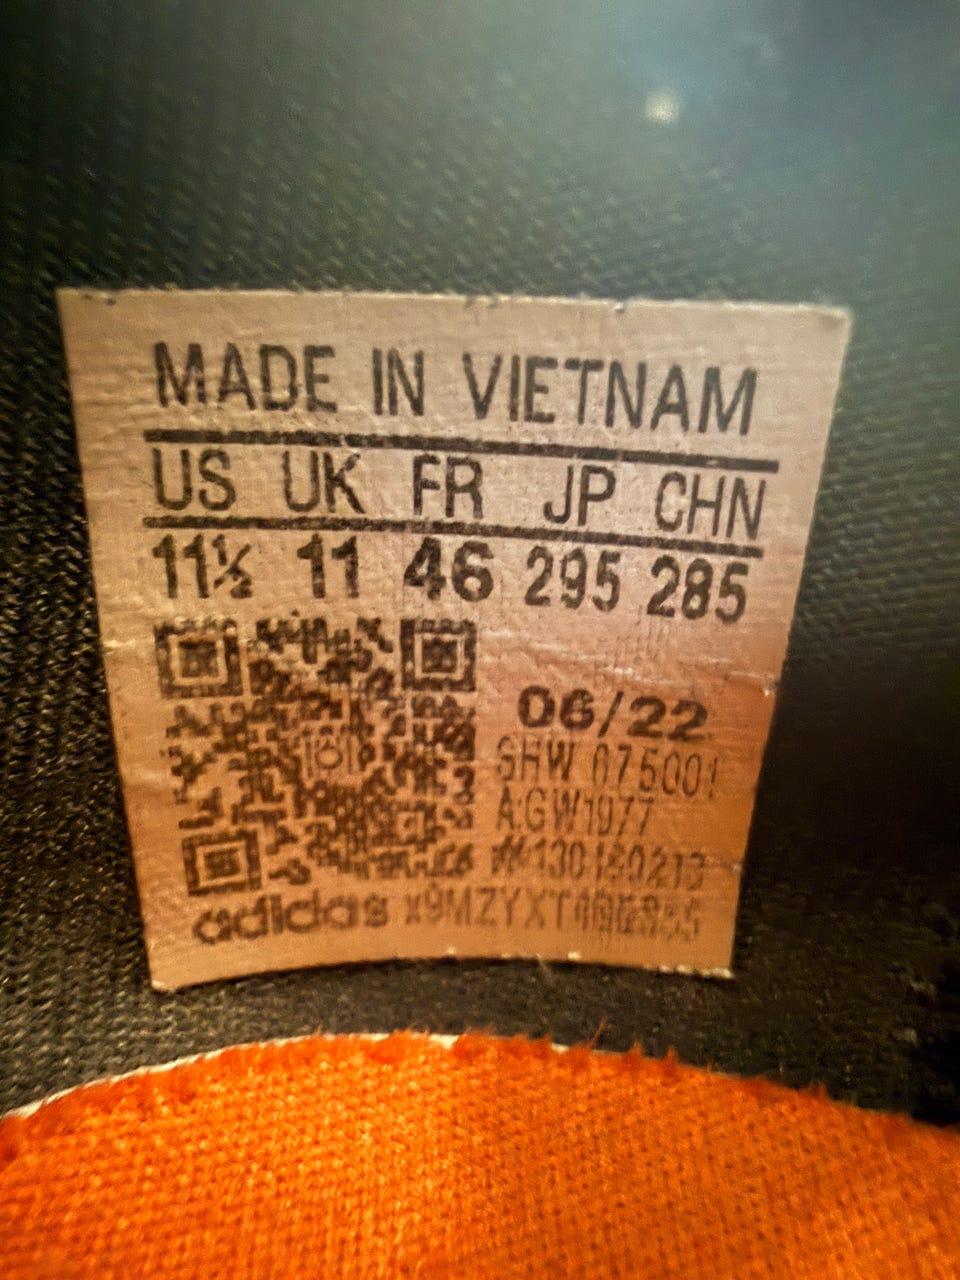 MADE IN VIETNAM
US UK FR JP CHN
11½ 11 46 295 285
06/22
SHW 675001
A:GW1977
adidas